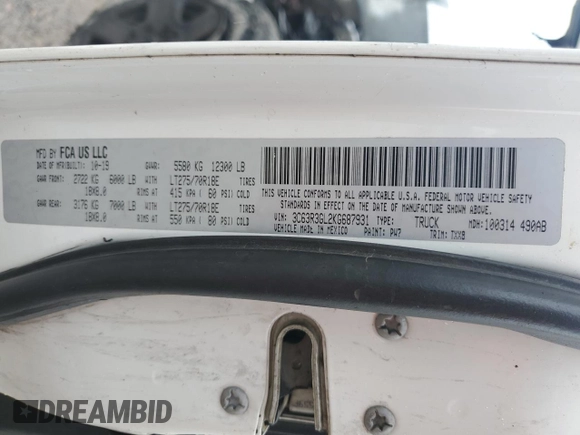 MFD BY FCA US LLC
DATE OF MFR(BUILT): 10-19 GVWR: 5580 KG 12300 LB
GAWR FRONT: 2722 KG 6000 LB LT275/70R18E TIRES
18X8.0 RIMS AT 415 KPA ( 60 PSI) COLD
GAWR REAR: 3176 KG 7000 LB LT275/70R18E TIRES
18X8.0 RIMS AT 550 KPA ( 80 PSI) COLD
THIS VEHICLE CONFORMS TO ALL APPLICABLE U.S.A. FEDERAL MOTOR VEHICLE SAFETY
STANDARDS IN EFFECT ON THE DATE OF MANUFACTURE SHOWN ABOVE.
VIN: 3C63R3GL2KG687931 TYPE: TRUCK MDH:100314 490AB
VEHICLE MADE IN MEXICO PAINT: PW7 TRIM: TXX8
DREAMBID